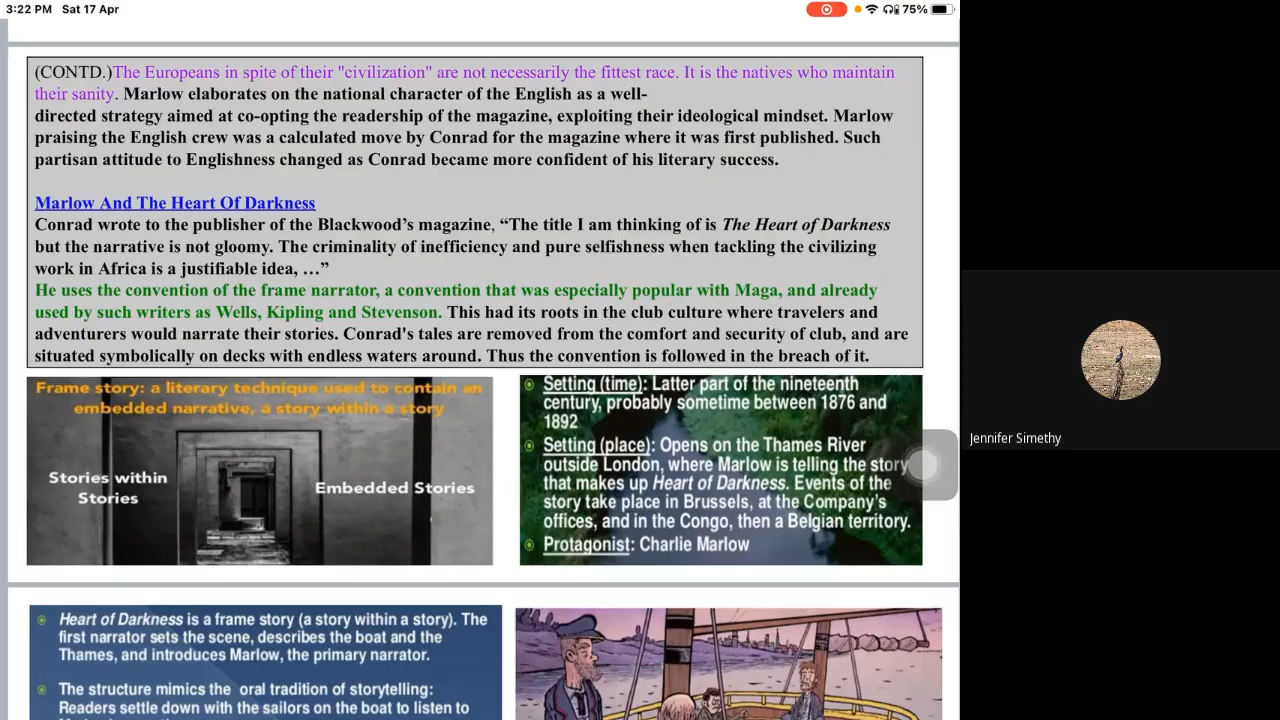 3:22 PM Sat 17 Apr
75%
(CONTD.)The Europeans in spite of their "civilization" are not necessarily the fittest race. It is the natives who maintain
their sanity. Marlow elaborates on the national character of the English as a well-
directed strategy aimed at co-opting the readership of the magazine, exploiting their ideological mindset. Marlow
praising the English crew was a calculated move by Conrad for the magazine where it was first published. Such
partisan attitude to Englishness changed as Conrad became more confident of his literary success.
Marlow And The Heart Of Darkness
Conrad wrote to the publisher of the Blackwood’s magazine, “The title I am thinking of is The Heart of Darkness
but the narrative is not gloomy. The criminality of inefficiency and pure selfishness when tackling the civilizing
work in Africa is a justifiable idea, …”
He uses the convention of the frame narrator, a convention that was especially popular with Maga, and already
used by such writers as Wells, Kipling and Stevenson. This had its roots in the club culture where travelers and
adventurers would narrate their stories. Conrad's tales are removed from the comfort and security of club, and are
situated symbolically on decks with endless waters around. Thus the convention is followed in the breach of it.
Frame story: a literary technique used to contain an
embedded narrative, a story within a story
Stories within
Stories
Embedded Stories
Setting (time): Latter part of the nineteenth
century, probably sometime between 1876 and
1892
Setting (place): Opens on the Thames River
outside London, where Marlow is telling the story
that makes up Heart of Darkness. Events of the
story take place in Brussels, at the Company’s
offices, and in the Congo, then a Belgian territory.
Protagonist: Charlie Marlow
Heart of Darkness is a frame story (a story within a story). The
first narrator sets the scene, describes the boat and the
Thames, and introduces Marlow, the primary narrator.
The structure mimics the oral tradition of storytelling:
Readers settle down with the sailors on the boat to listen to
Jennifer Simethy